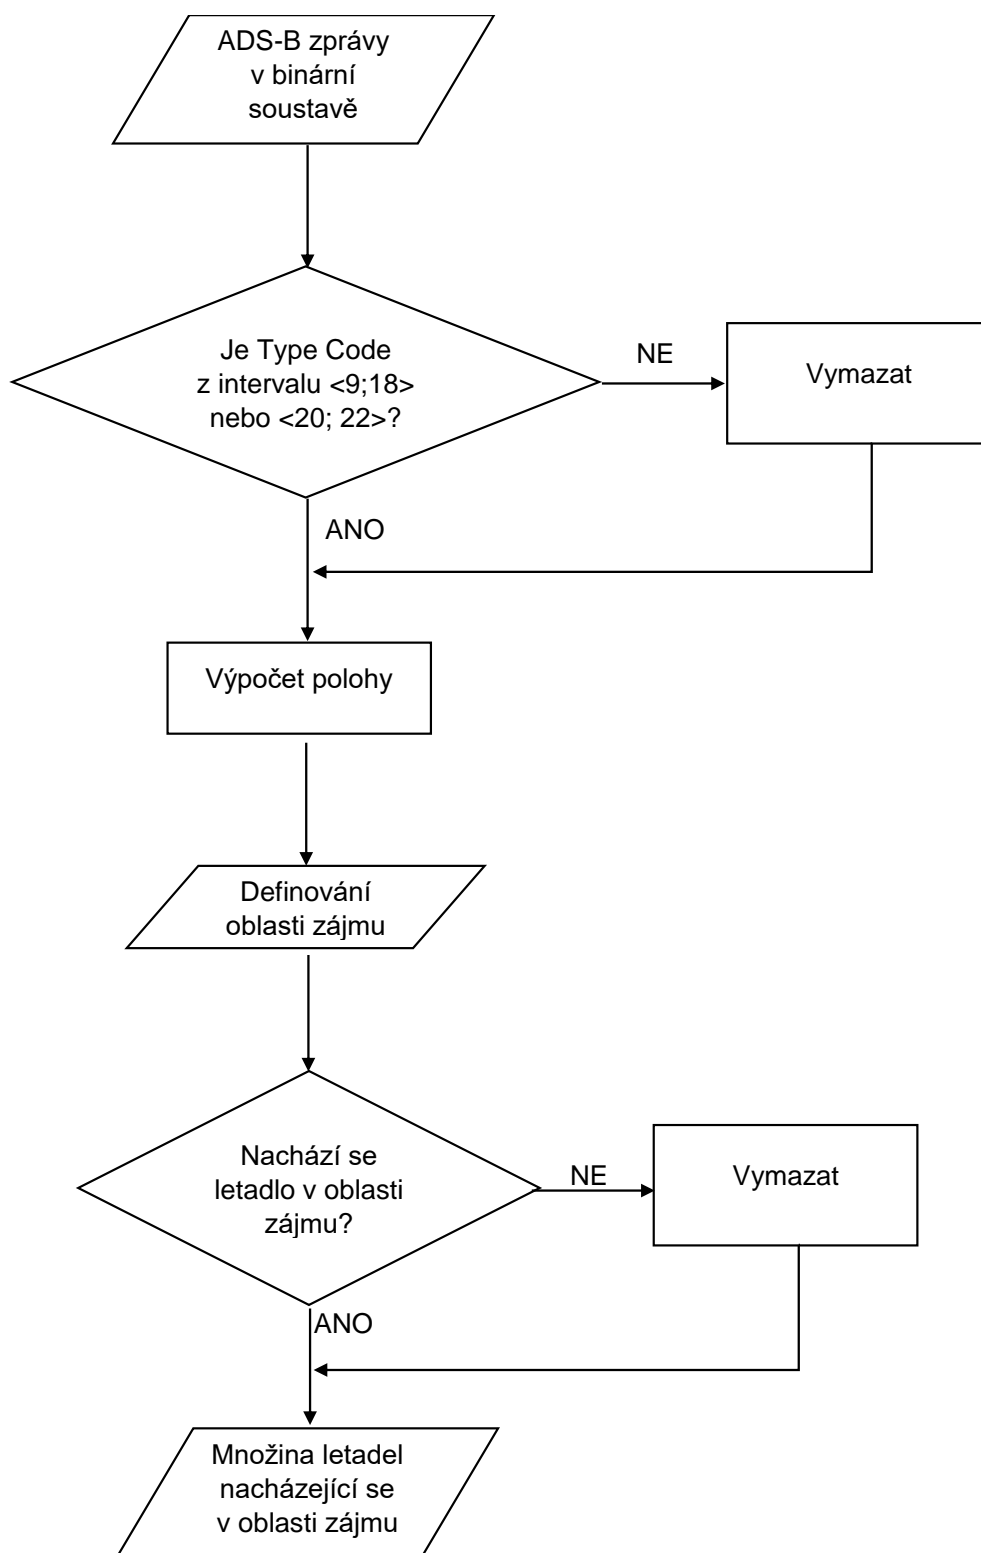 ADS-B zprávy
v binární
soustavě
Je Type Code
z intervalu <9;18>
nebo <20; 22>?
NE
Vymazat
ANO
Výpočet polohy
Definování
oblasti zájmu
Nachází se
letadlo v oblasti
zájmu?
NE
Vymazat
ANO
Množina letadel
nacházející se
v oblasti zájmu